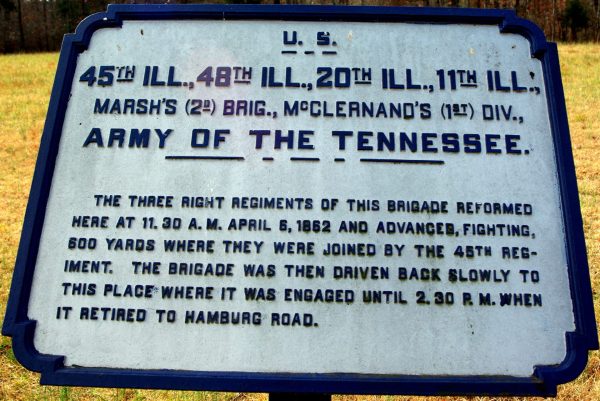 U. S.
45TH ILL., 48TH ILL., 20TH ILL., 11TH ILL.,
MARSH'S (2D) BRIG., McCLERNAND'S (1ST) DIV.,
ARMY OF THE TENNESSEE.
THE THREE RIGHT REGIMENTS OF THIS BRIGADE REFORMED
HERE AT 11.30 A.M. APRIL 6, 1862 AND ADVANCED, FIGHTING,
600 YARDS WHERE THEY WERE JOINED BY THE 45TH REG-
IMENT. THE BRIGADE WAS THEN DRIVEN BACK SLOWLY TO
THIS PLACE WHERE IT WAS ENGAGED UNTIL 2.30 P.M. WHEN
IT RETIRED TO HAMBURG ROAD.